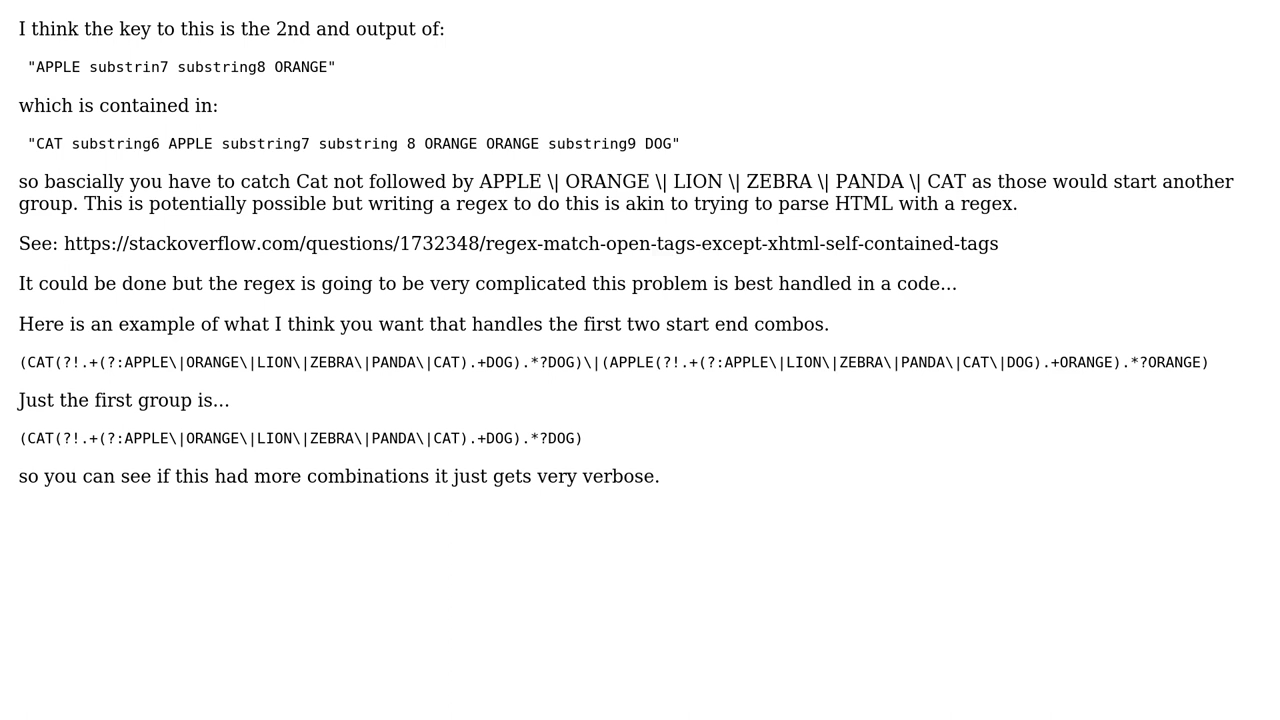 I think the key to this is the 2nd and output of:
"APPLE substrin7 substring8 ORANGE"
which is contained in:
"CAT substring6 APPLE substring7 substring 8 ORANGE ORANGE substring9 DOG"
so bascially you have to catch Cat not followed by APPLE \| ORANGE \| LION \| ZEBRA \| PANDA \| CAT as those would start another
group. This is potentially possible but writing a regex to do this is akin to trying to parse HTML with a regex.
See: https://stackoverflow.com/questions/1732348/regex-match-open-tags-except-xhtml-self-contained-tags
It could be done but the regex is going to be very complicated this problem is best handled in a code...
Here is an example of what I think you want that handles the first two start end combos.
(CAT(?!.+(?:APPLE\|ORANGE\|LION\|ZEBRA\|PANDA\|CAT).+DOG).*?DOG)\|(APPLE(?!.+(?:APPLE\|LION\|ZEBRA\|PANDA\|CAT\|DOG).+ORANGE).*?ORANGE)
Just the first group is...
(CAT(?!.+(?:APPLE\|ORANGE\|LION\|ZEBRA\|PANDA\|CAT).+DOG).*?DOG)
so you can see if this had more combinations it just gets very verbose.